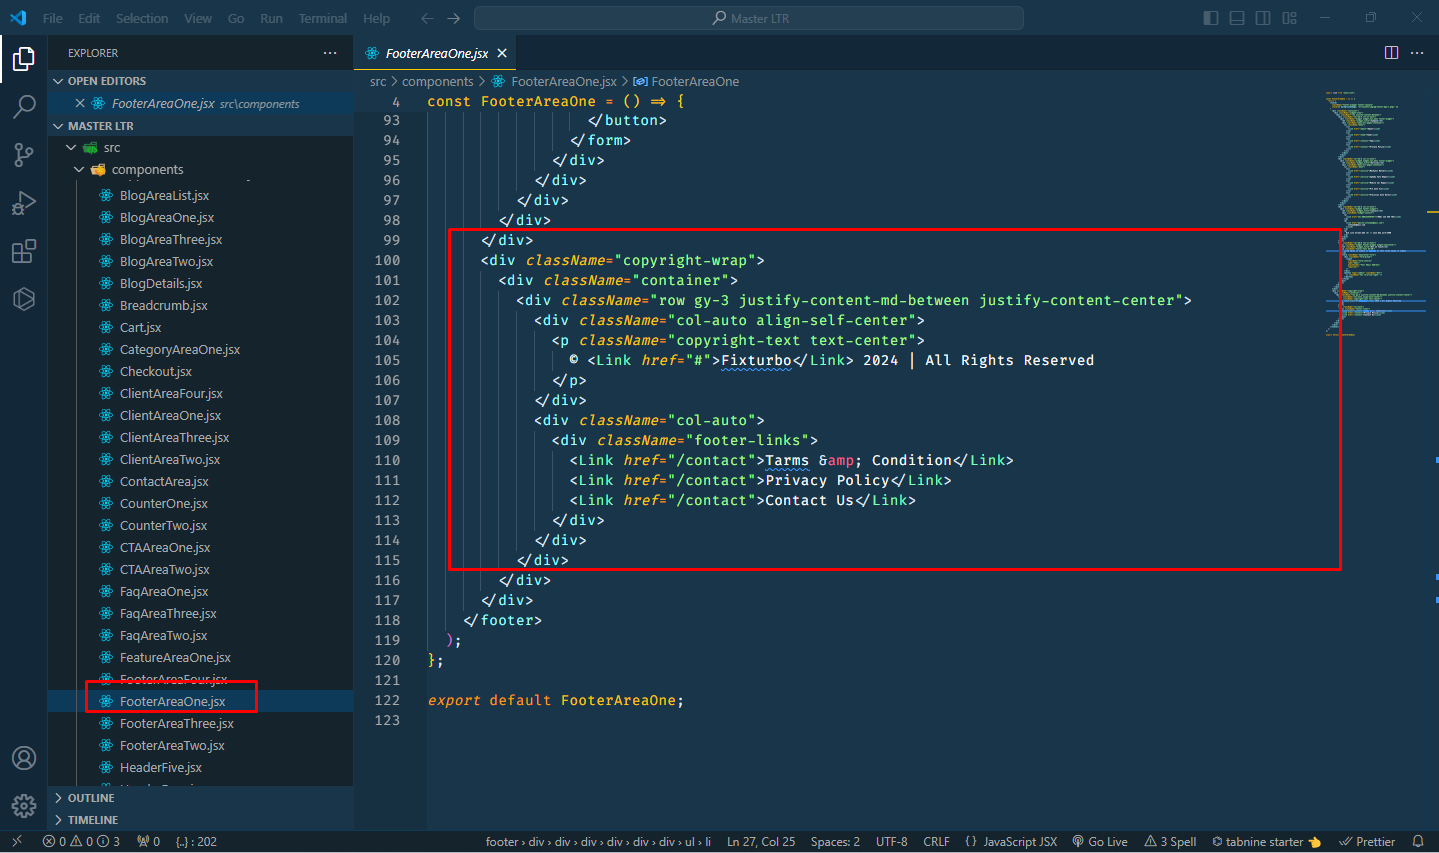 File Edit Selection View Go Run Terminal Help
Master LTR
EXPLORER
OPEN EDITORS
FooterAreaOne.jsx src\components
MASTER LTR
src
components
BlogAreaList.jsx
BlogAreaOne.jsx
BlogAreaThree.jsx
BlogAreaTwo.jsx
BlogDetails.jsx
Breadcrumb.jsx
Cart.jsx
CategoryAreaOne.jsx
Checkout.jsx
ClientAreaFour.jsx
ClientAreaOne.jsx
ClientAreaThree.jsx
ClientAreaTwo.jsx
ContactArea.jsx
CounterOne.jsx
CounterTwo.jsx
CTAAreaOne.jsx
CTAAreaTwo.jsx
FaqAreaOne.jsx
FaqAreaThree.jsx
FaqAreaTwo.jsx
FeatureAreaOne.jsx
FooterAreaFour.jsx
FooterAreaOne.jsx
FooterAreaThree.jsx
FooterAreaTwo.jsx
HeaderFive.jsx
OUTLINE
TIMELINE
FooterAreaOne.jsx
src > components > FooterAreaOne.jsx > FooterAreaOne
4 const FooterAreaOne = () => {
93 </button>
94 </form>
95 </div>
96 </div>
97 </div>
98 </div>
99 </div>
100 <div className="copyright-wrap">
101 <div className="container">
102 <div className="row gy-3 justify-content-md-between justify-content-center">
103 <div className="col-auto align-self-center">
104 <p className="copyright-text text-center">
105 © <Link href="#">Fixturbo</Link> 2024 | All Rights Reserved
106 </p>
107 </div>
108 <div className="col-auto">
109 <div className="footer-links">
110 <Link href="/contact">Tarms &amp; Condition</Link>
111 <Link href="/contact">Privacy Policy</Link>
112 <Link href="/contact">Contact Us</Link>
113 </div>
114 </div>
115 </div>
116 </div>
117 </div>
118 </footer>
119 );
120 };
121
122 export default FooterAreaOne;
123
0 0 3 0 {..} : 202 footer › div › div › div › div › div › div › ul › li Ln 27, Col 25 Spaces: 2 UTF-8 CRLF {} JavaScript JSX Go Live 3 Spell tabnine starter Prettier